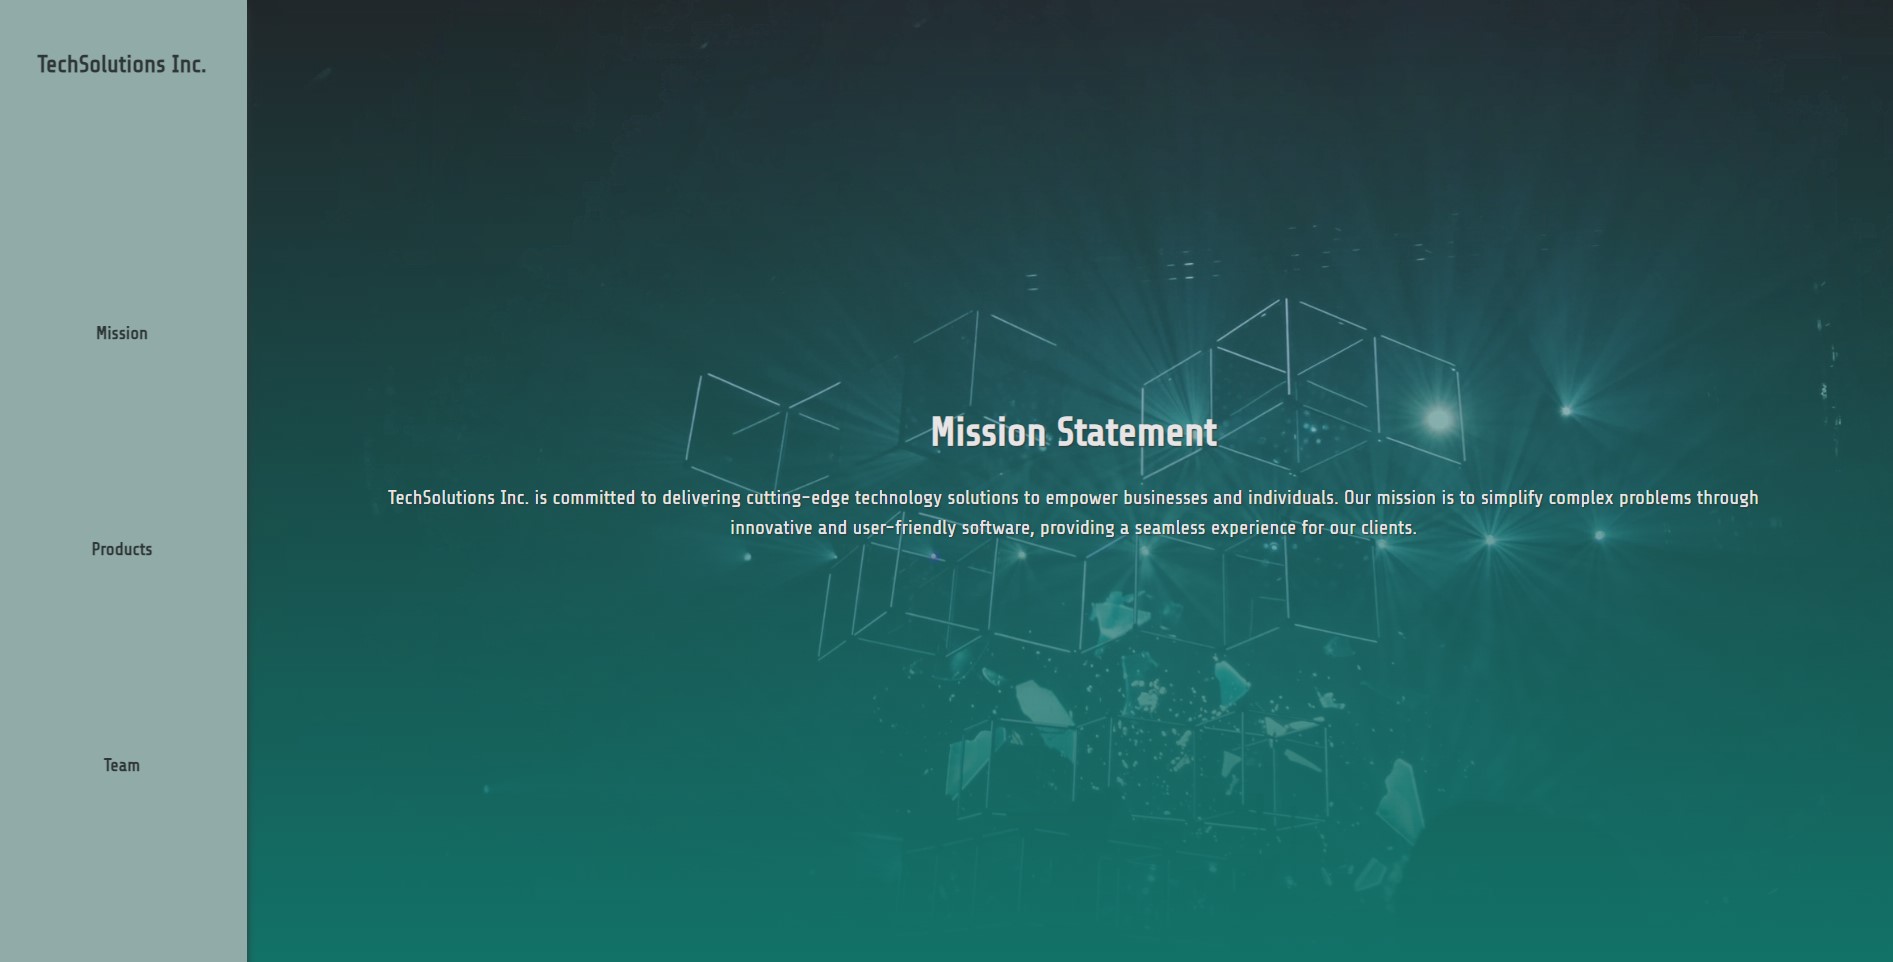 TechSolutions Inc.
Mission
Products
Team
Mission Statement
TechSolutions Inc. is committed to delivering cutting-edge technology solutions to empower businesses and individuals. Our mission is to simplify complex problems through
innovative and user-friendly software, providing a seamless experience for our clients.